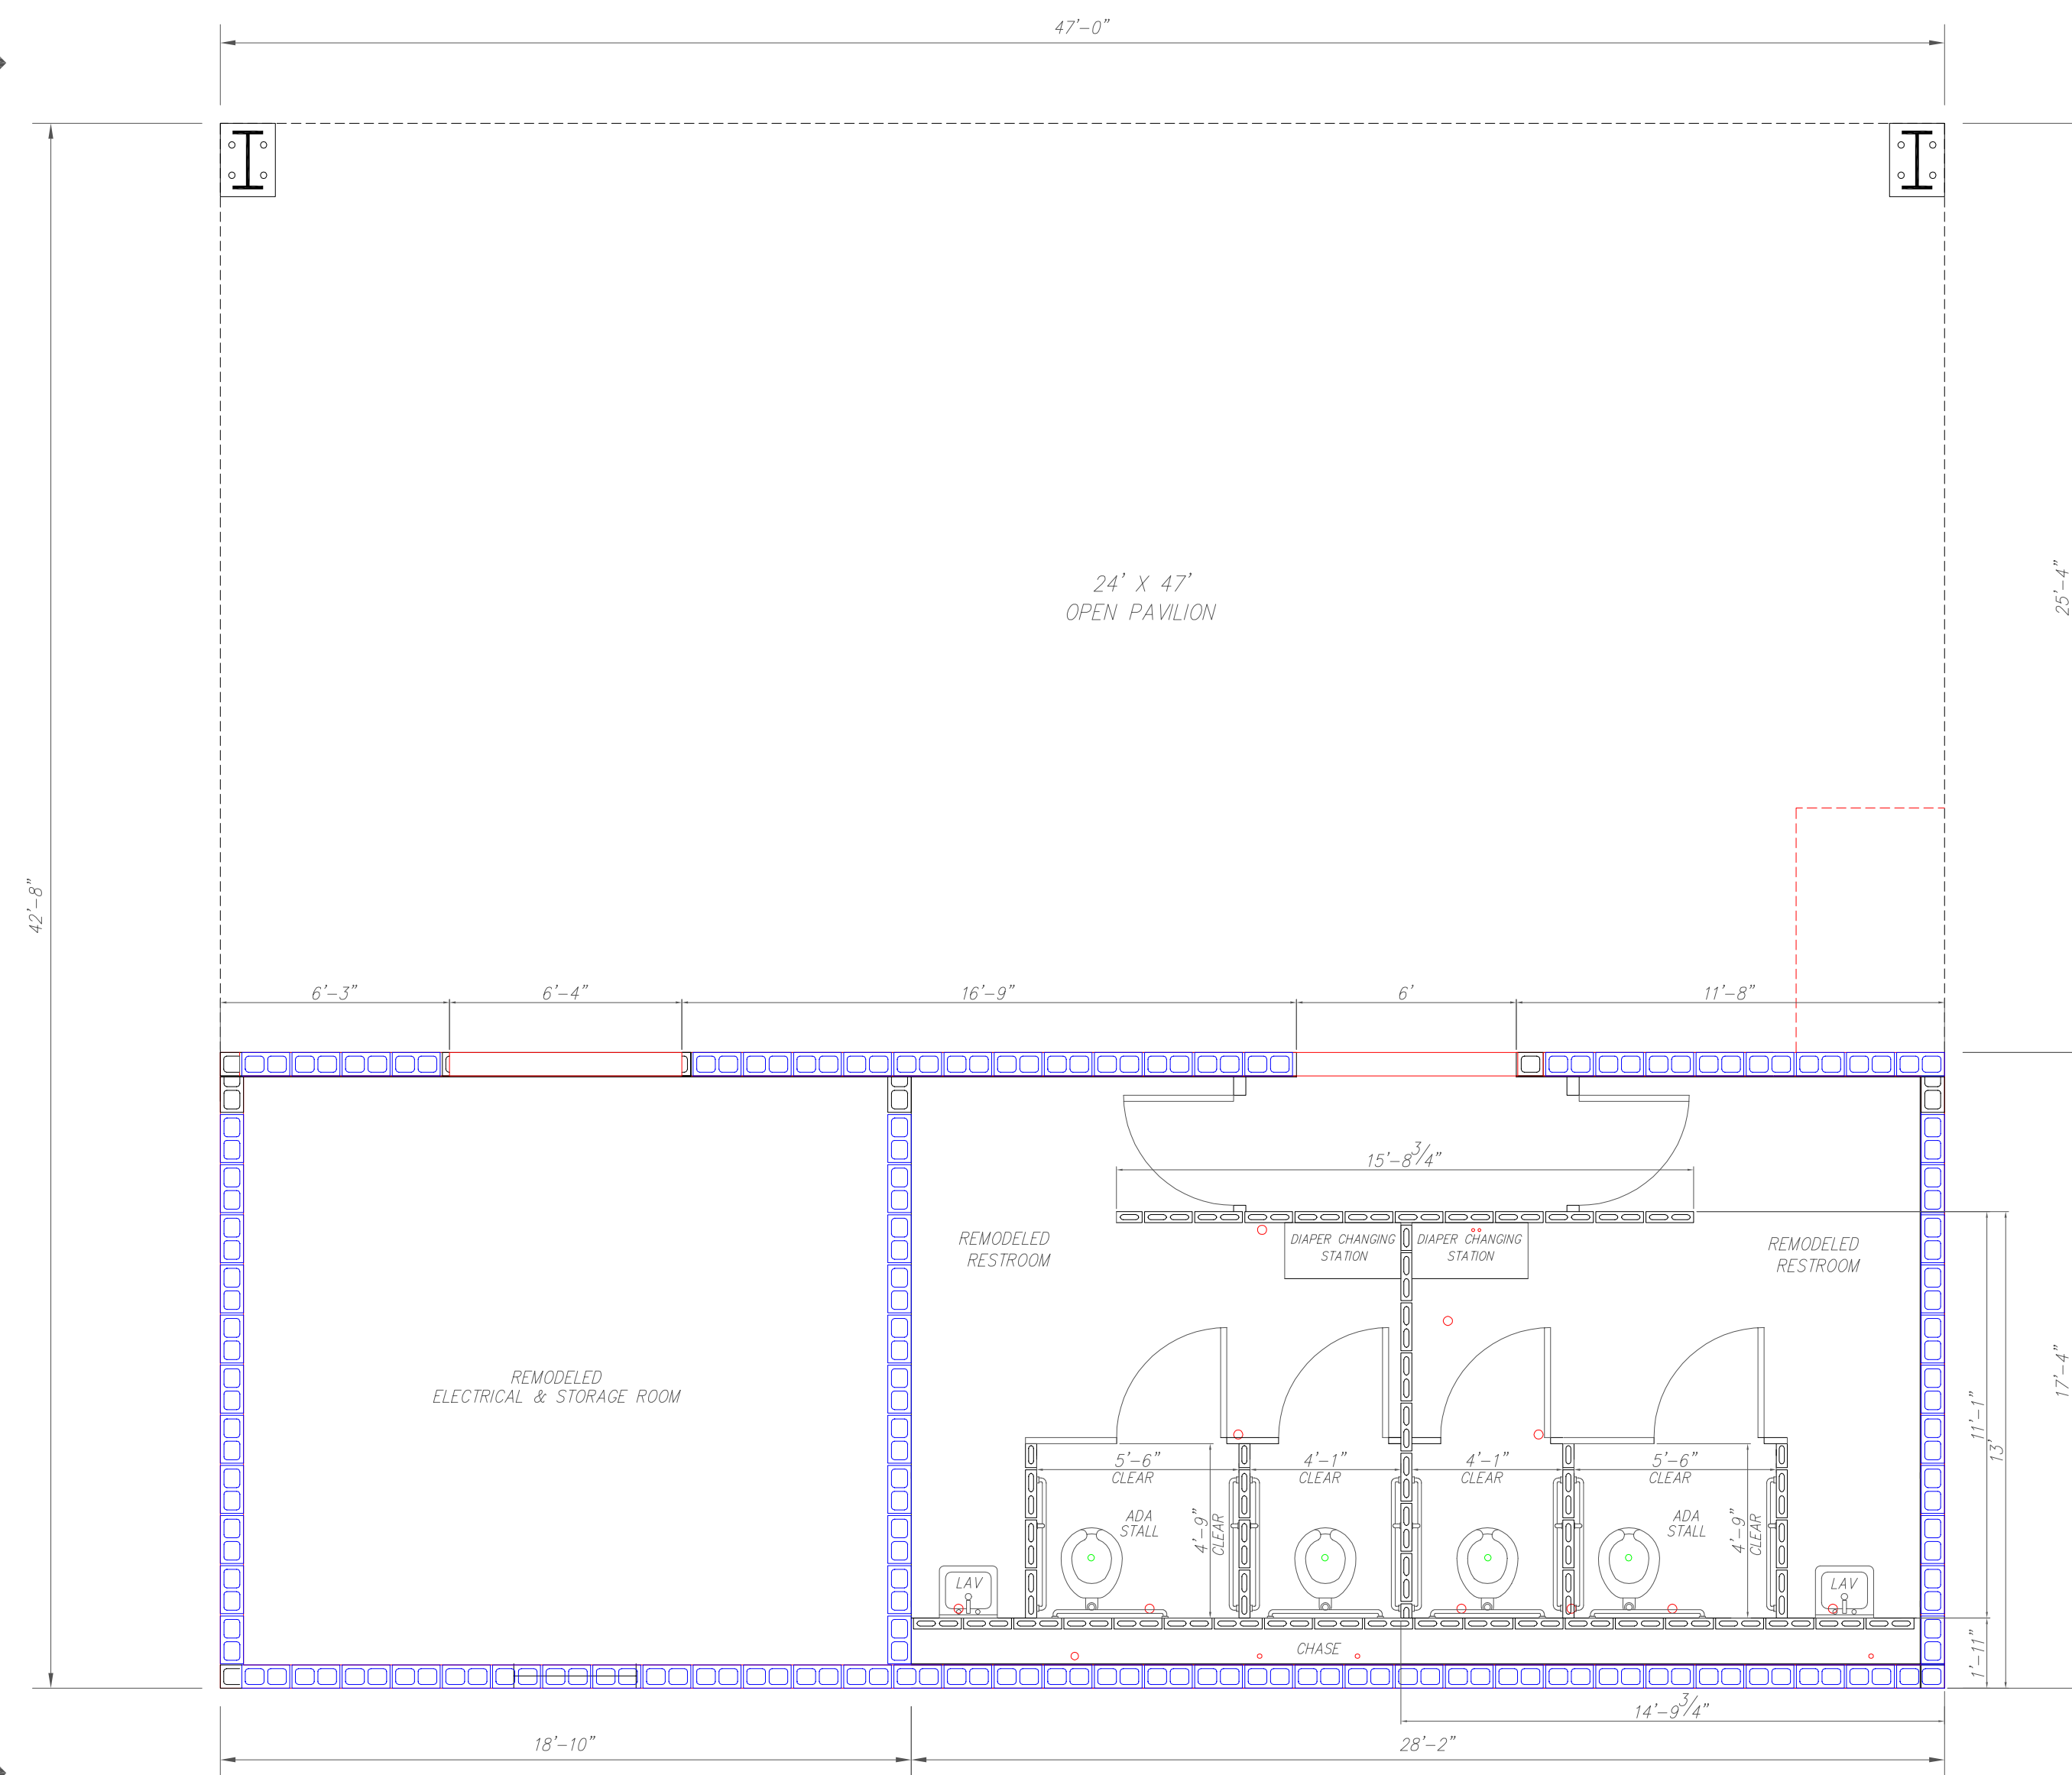 47'-0"
24' X 47'
OPEN PAVILION
25'-4"
42'-8"
6'-3"
6'-4"
16'-9"
6'
11'-8"
15'-8 3/4"
REMODELED
RESTROOM
DIAPER CHANGING
STATION
DIAPER CHANGING
STATION
REMODELED
RESTROOM
REMODELED
ELECTRICAL & STORAGE ROOM
17'-4"
11'-1"
13'
5'-6"
CLEAR
4'-1"
CLEAR
4'-1"
CLEAR
5'-6"
CLEAR
ADA
STALL
4'-9"
CLEAR
ADA
STALL
4'-9"
CLEAR
LAV
LAV
CHASE
1'-11"
14'-9 3/4"
18'-10"
28'-2"